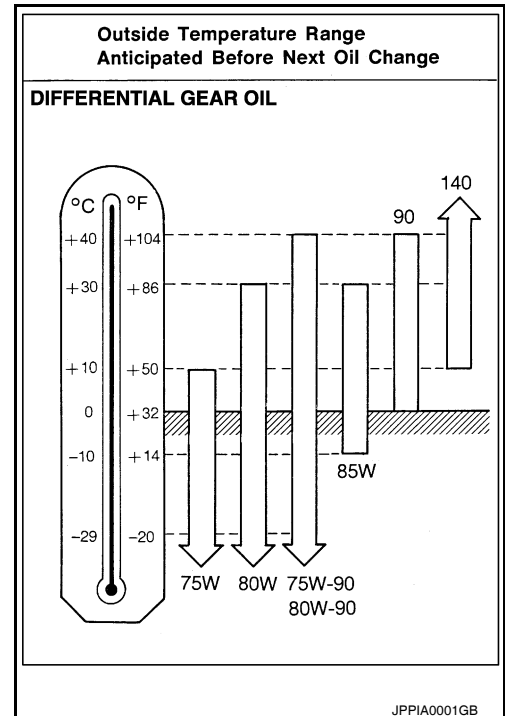 Outside Temperature Range
Anticipated Before Next Oil Change
DIFFERENTIAL GEAR OIL
140
90
°C °F
+40 +104
+30 +86
+10 +50
0 +32
-10 +14
85W
-29 -20
75W 80W 75W-90
80W-90
JPPIA0001GB